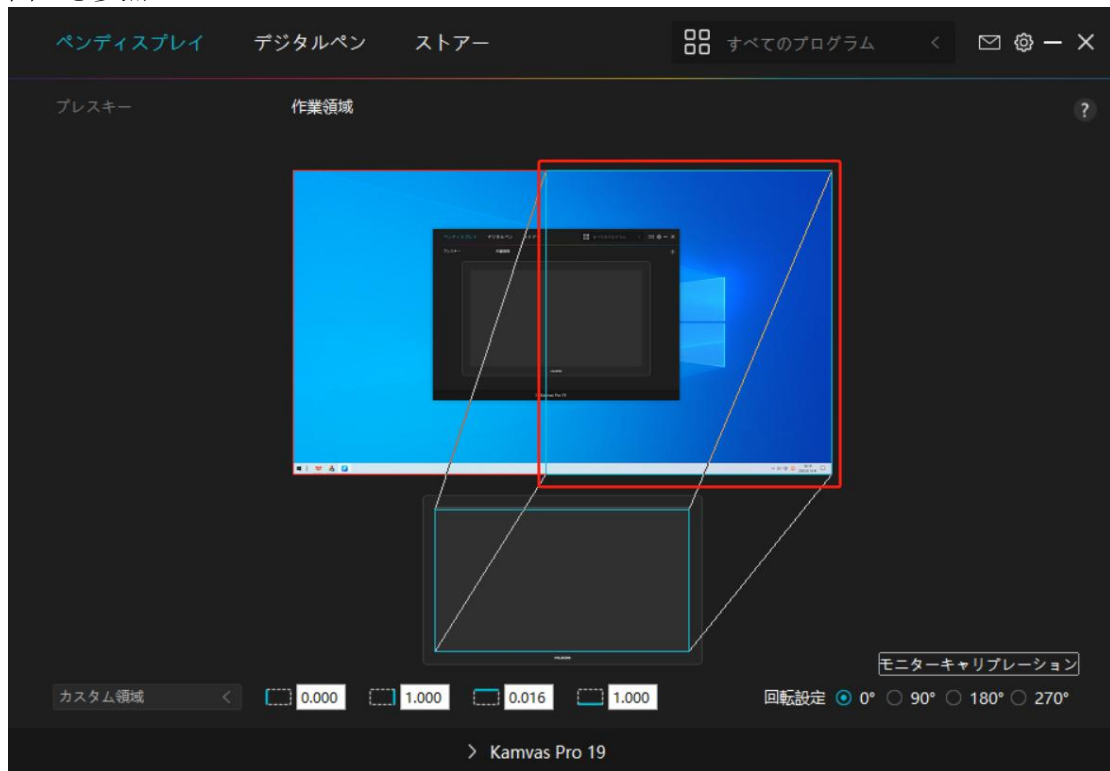 ペンディスプレイ デジタルペン ストアー すべてのプログラム
プレスキー 作業領域 ?
モニターキャリブレーション
カスタム領域 0.000 1.000 0.016 1.000 回転設定 0° 90° 180° 270°
Kamvas Pro 19